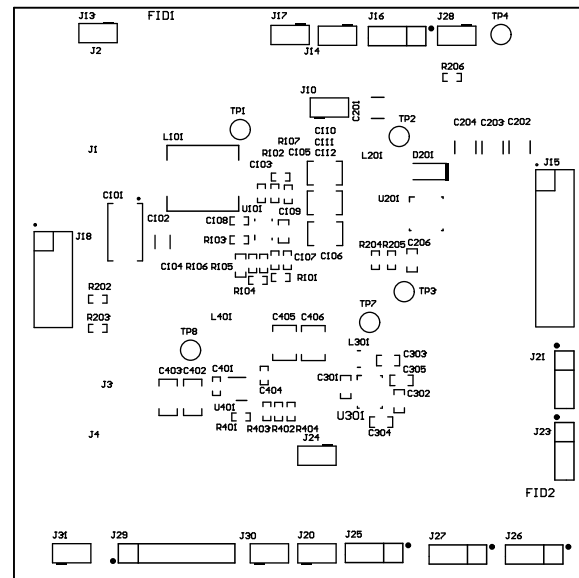 J13
FID1
J17
J16
J28
TP4
J2
J14
R206
J10
C201
TP1
TP2
C110
C204
C203
C202
L101
R107
C111
R102
C105
C112
L201
D201
J1
C103
J15
C101
U201
C102
U101
C109
C108
J18
R103
R204
R205
C206
C104
R106
R105
C107
C106
R101
R202
R104
TP3
L401
C405
C406
TP7
R203
TP8
L301
J21
C303
C403
C402
C401
C305
J3
C301
C404
C302
U401
U301
J23
R401
R403
R402
R404
C304
J4
J24
FID2
J31
J29
J30
J20
J25
J27
J26